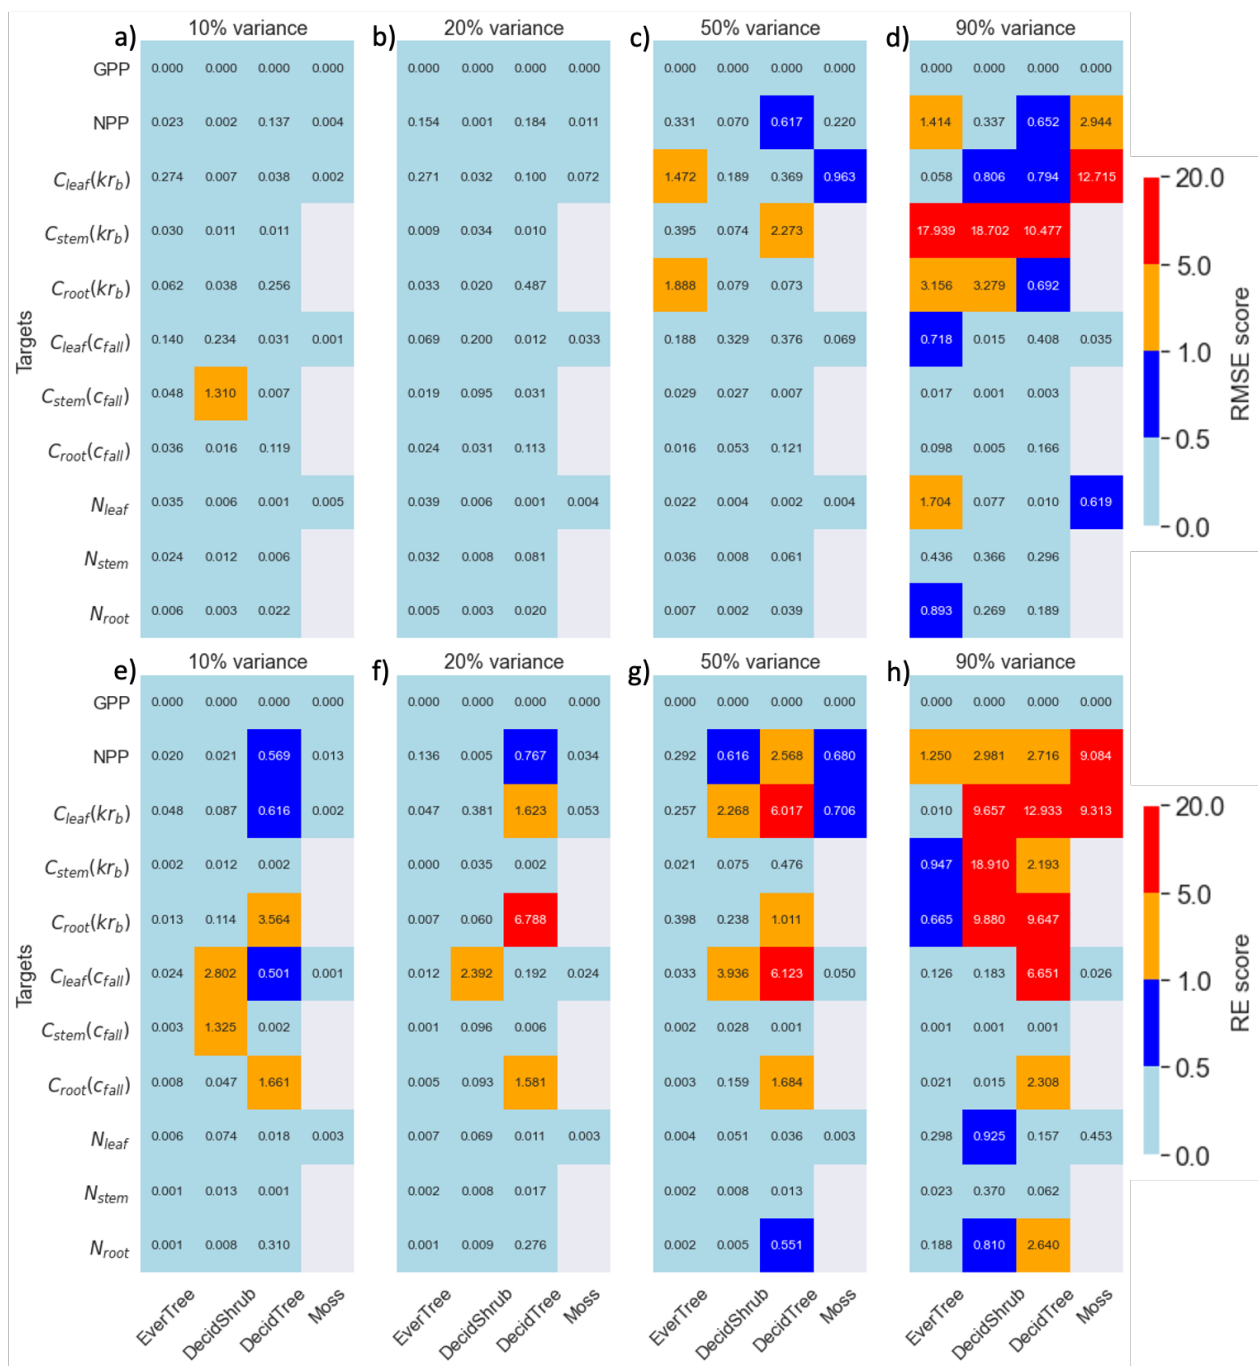 a) 10% variance b) 20% variance c) 50% variance d) 90% variance
GPP 0.000 0.000 0.000 0.000 0.000 0.000 0.000 0.000 0.000 0.000 0.000 0.000 0.000 0.000 0.000 0.000
NPP 0.023 0.002 0.137 0.004 0.154 0.001 0.184 0.011 0.331 0.070 0.617 0.220 1.414 0.337 0.652 2.944
C_leaf(kr_b) 0.274 0.007 0.038 0.002 0.271 0.032 0.100 0.072 1.472 0.189 0.369 0.963 0.058 0.806 0.794 12.715
C_stem(kr_b) 0.030 0.011 0.011 0.009 0.034 0.010 0.395 0.074 2.273 17.939 18.702 10.477
C_root(kr_b) 0.062 0.038 0.256 0.033 0.020 0.487 1.888 0.079 0.073 3.156 3.279 0.692
C_leaf(c_fall) 0.140 0.234 0.031 0.001 0.069 0.200 0.012 0.033 0.188 0.329 0.376 0.069 0.718 0.015 0.408 0.035
C_stem(c_fall) 0.048 1.310 0.007 0.019 0.095 0.031 0.029 0.027 0.007 0.017 0.001 0.003
C_root(c_fall) 0.036 0.016 0.119 0.024 0.031 0.113 0.016 0.053 0.121 0.098 0.005 0.166
N_leaf 0.035 0.006 0.001 0.005 0.039 0.006 0.001 0.004 0.022 0.004 0.002 0.004 1.704 0.077 0.010 0.619
N_stem 0.024 0.012 0.006 0.032 0.008 0.081 0.036 0.008 0.061 0.436 0.366 0.296
N_root 0.006 0.003 0.022 0.005 0.003 0.020 0.007 0.002 0.039 0.893 0.269 0.189
Targets
20.0
5.0
1.0
0.5
0.0
RMSE score
e) 10% variance f) 20% variance g) 50% variance h) 90% variance
GPP 0.000 0.000 0.000 0.000 0.000 0.000 0.000 0.000 0.000 0.000 0.000 0.000 0.000 0.000 0.000 0.000
NPP 0.020 0.021 0.569 0.013 0.136 0.005 0.767 0.034 0.292 0.616 2.568 0.680 1.250 2.981 2.716 9.084
C_leaf(kr_b) 0.048 0.087 0.616 0.002 0.047 0.381 1.623 0.053 0.257 2.268 6.017 0.706 0.010 9.657 12.933 9.313
C_stem(kr_b) 0.002 0.012 0.002 0.000 0.035 0.002 0.021 0.075 0.476 0.947 18.910 2.193
C_root(kr_b) 0.013 0.114 3.564 0.007 0.060 6.788 0.398 0.238 1.011 0.665 9.880 9.647
C_leaf(c_fall) 0.024 2.802 0.501 0.001 0.012 2.392 0.192 0.024 0.033 3.936 6.123 0.050 0.126 0.183 6.651 0.026
C_stem(c_fall) 0.003 1.325 0.002 0.001 0.096 0.006 0.002 0.028 0.001 0.001 0.001 0.001
C_root(c_fall) 0.008 0.047 1.661 0.005 0.093 1.581 0.003 0.159 1.684 0.021 0.015 2.308
N_leaf 0.006 0.074 0.018 0.003 0.007 0.069 0.011 0.003 0.004 0.051 0.036 0.003 0.298 0.925 0.157 0.453
N_stem 0.001 0.013 0.001 0.002 0.008 0.017 0.002 0.008 0.013 0.023 0.370 0.062
N_root 0.001 0.008 0.310 0.001 0.009 0.276 0.002 0.005 0.551 0.188 0.810 2.640
Targets
20.0
5.0
1.0
0.5
0.0
RE score
EverTree DecidShrub DecidTree Moss EverTree DecidShrub DecidTree Moss EverTree DecidShrub DecidTree Moss EverTree DecidShrub DecidTree Moss